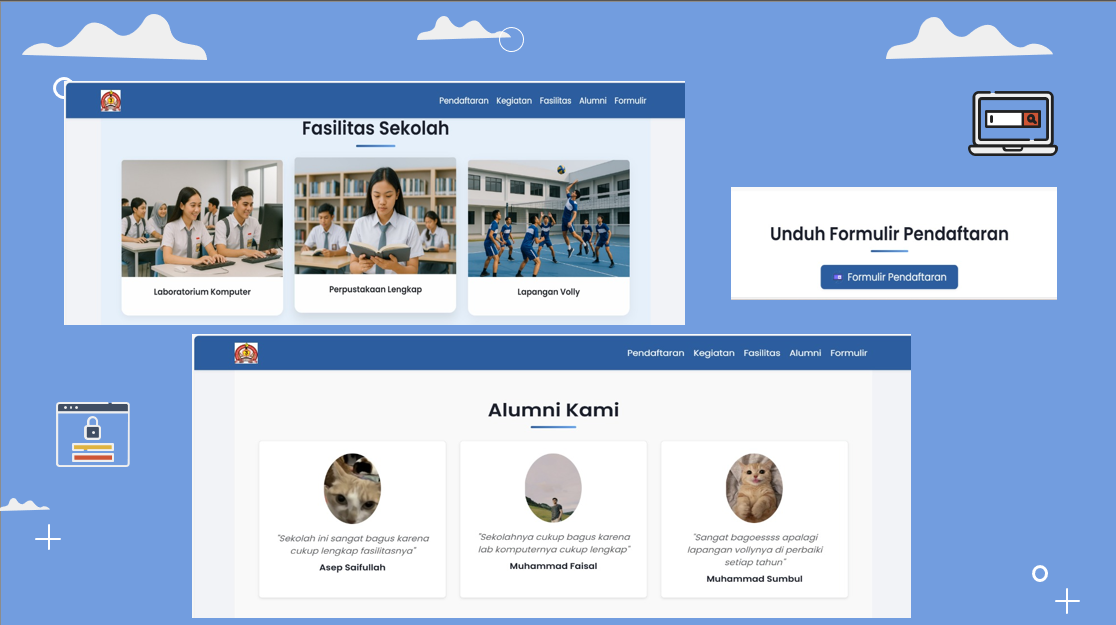 Pendaftaran Kegiatan Fasilitas Alumni Formulir
Fasilitas Sekolah
Laboratorium Komputer
Perpustakaan Lengkap
Lapangan Volly
Unduh Formulir Pendaftaran
Formulir Pendaftaran
Pendaftaran Kegiatan Fasilitas Alumni Formulir
Alumni Kami
"Sekolah ini sangat bagus karena
cukup lengkap fasilitasnya"
Asep Saifullah
"Sekolahnya cukup bagus karena
lab komputernya cukup lengkap"
Muhammad Faisal
"Sangat bagoessss apalagi
lapangan vollynya di perbaiki
setiap tahun"
Muhammad Sumbul